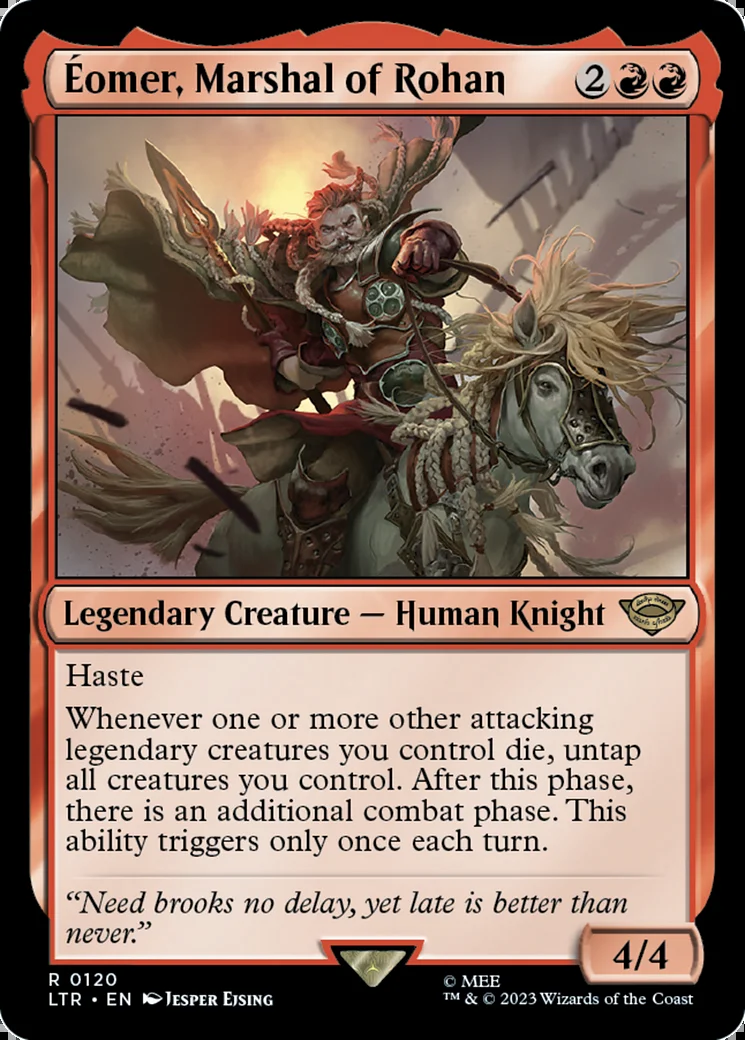 Éomer, Marshal of Rohan 2
Legendary Creature — Human Knight
Haste
Whenever one or more other attacking
legendary creatures you control die, untap
all creatures you control. After this phase,
there is an additional combat phase. This
ability triggers only once each turn.
“Need brooks no delay, yet late is better than
never.”
4/4
R 0120
LTR • EN Jesper Ejsing
© MEE
™ & © 2023 Wizards of the Coast